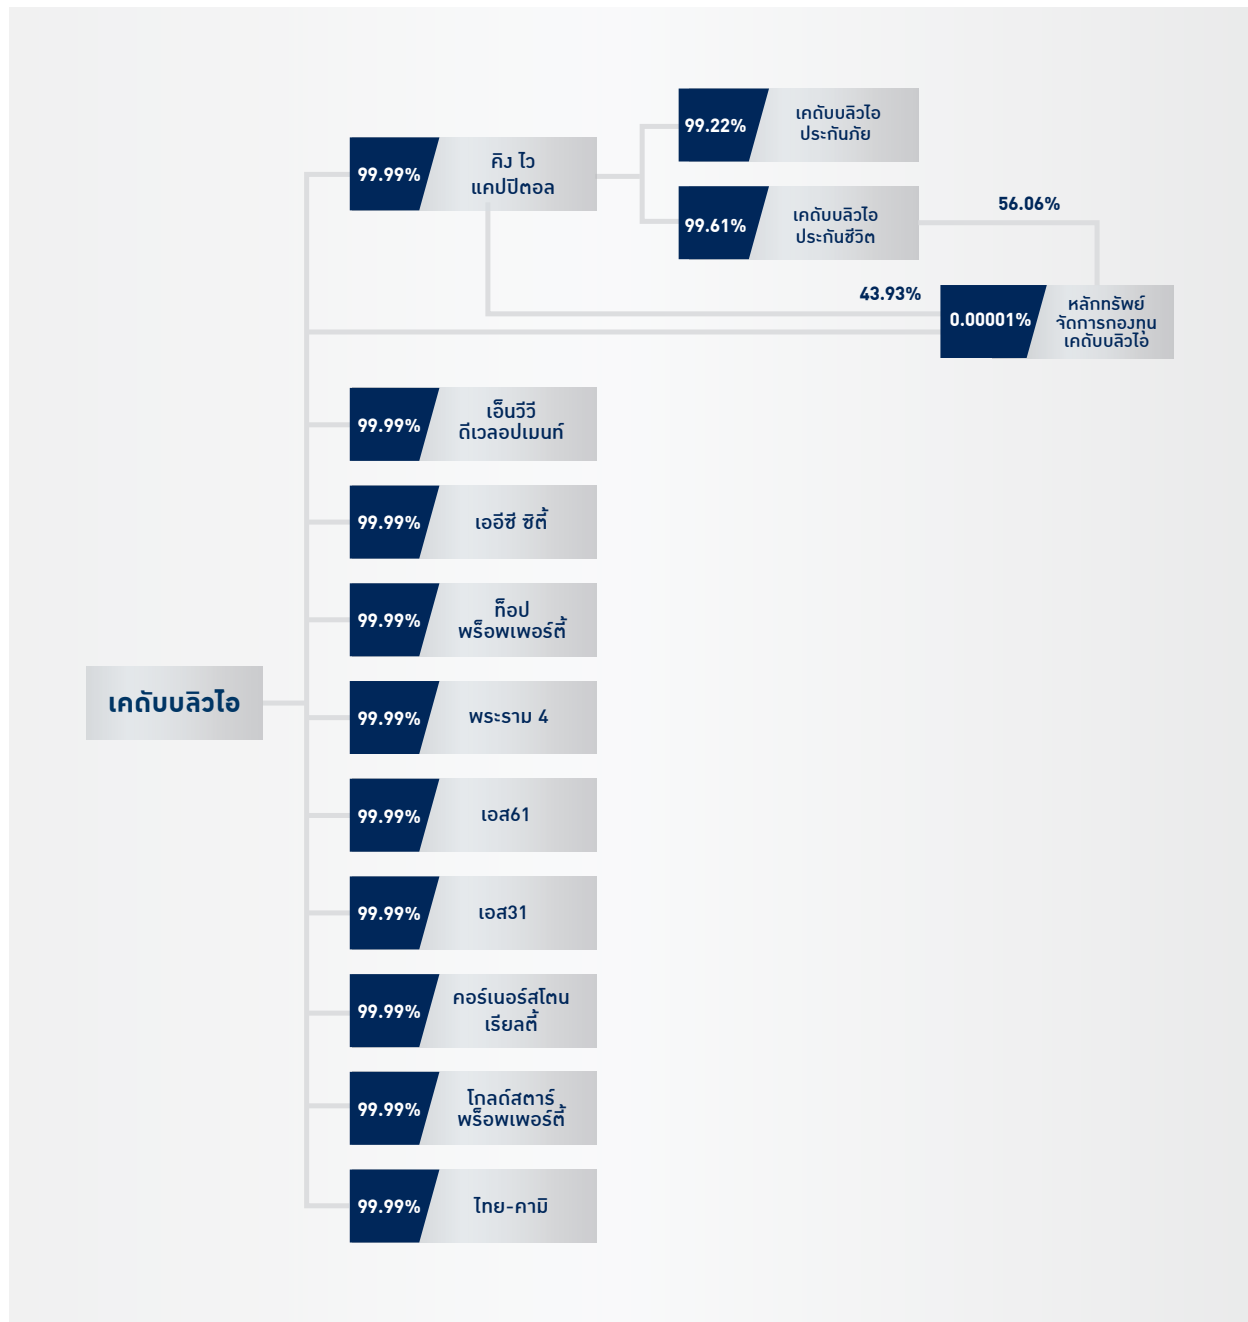 99.22%
เคดับบลิวไอ
ประกันภัย
99.99%
คิง ไว
แคปปิตอล
99.61%
เคดับบลิวไอ
ประกันชีวิต
56.06%
43.93%
0.00001%
หลักทรัพย์
จัดการกองทุน
เคดับบลิวไอ
99.99%
เอ็นวีวี
ดีเวลอปเมนท์
99.99%
เออีซี ซิตี้
99.99%
ท็อป
พร็อพเพอร์ตี้
เคดับบลิวไอ
99.99%
พระราม 4
99.99%
เอส61
99.99%
เอส31
99.99%
คอร์เนอร์สโตน
เรียลตี้
99.99%
โกลด์สตาร์
พร็อพเพอร์ตี้
99.99%
ไทย-คามิ